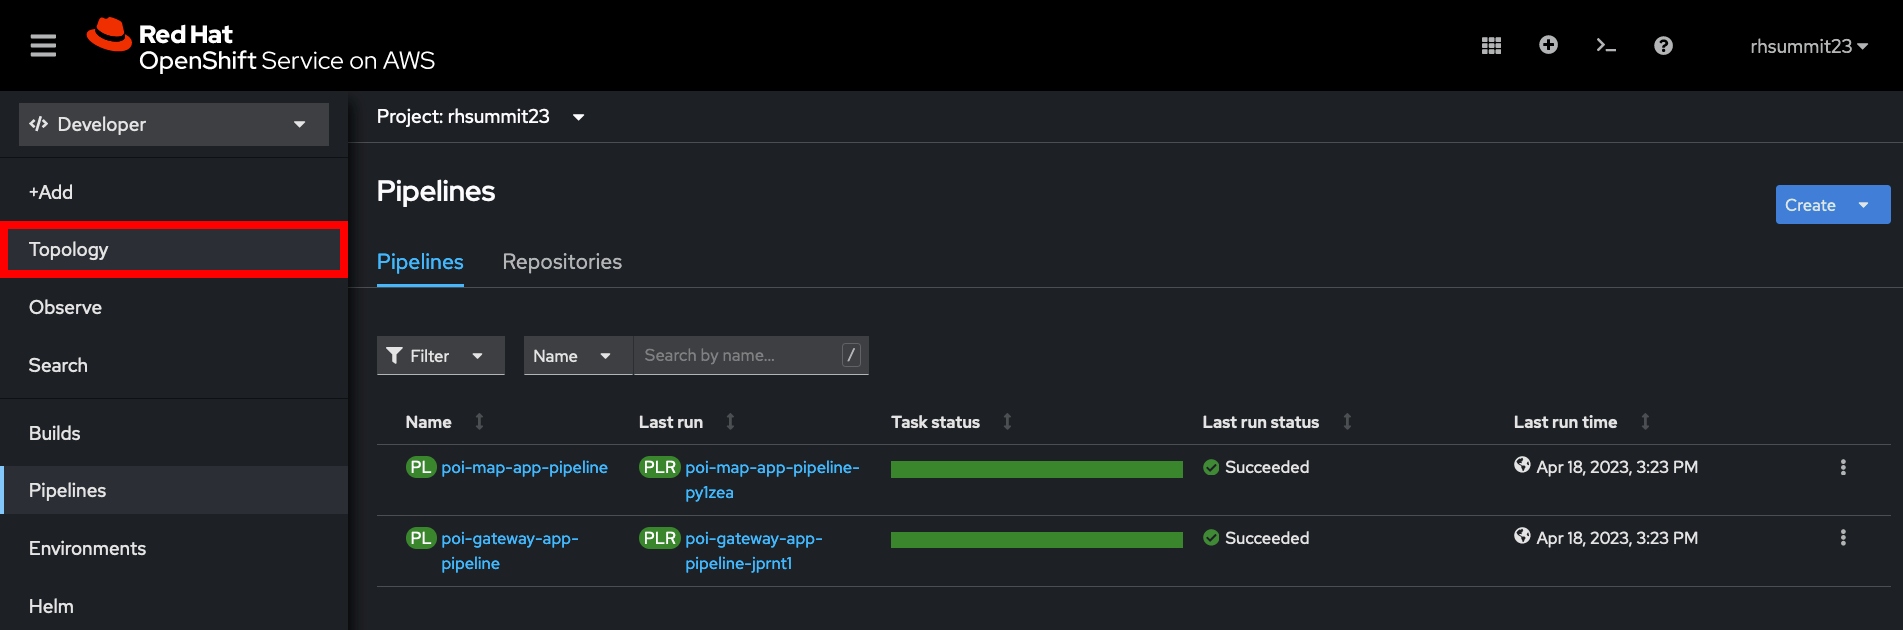 Red Hat
OpenShift Service on AWS
rhsummit23
Developer
Project: rhsummit23
+Add
Topology
Observe
Search
Builds
Pipelines
Environments
Helm
Pipelines
Create
Pipelines Repositories
Filter Name Search by name... /
Name Last run Task status Last run status Last run time
PL poi-map-app-pipeline PLR poi-map-app-pipeline- Succeeded Apr 18, 2023, 3:23 PM
py1zea
PL poi-gateway-app- PLR poi-gateway-app- Succeeded Apr 18, 2023, 3:23 PM
pipeline pipeline-jprnt1